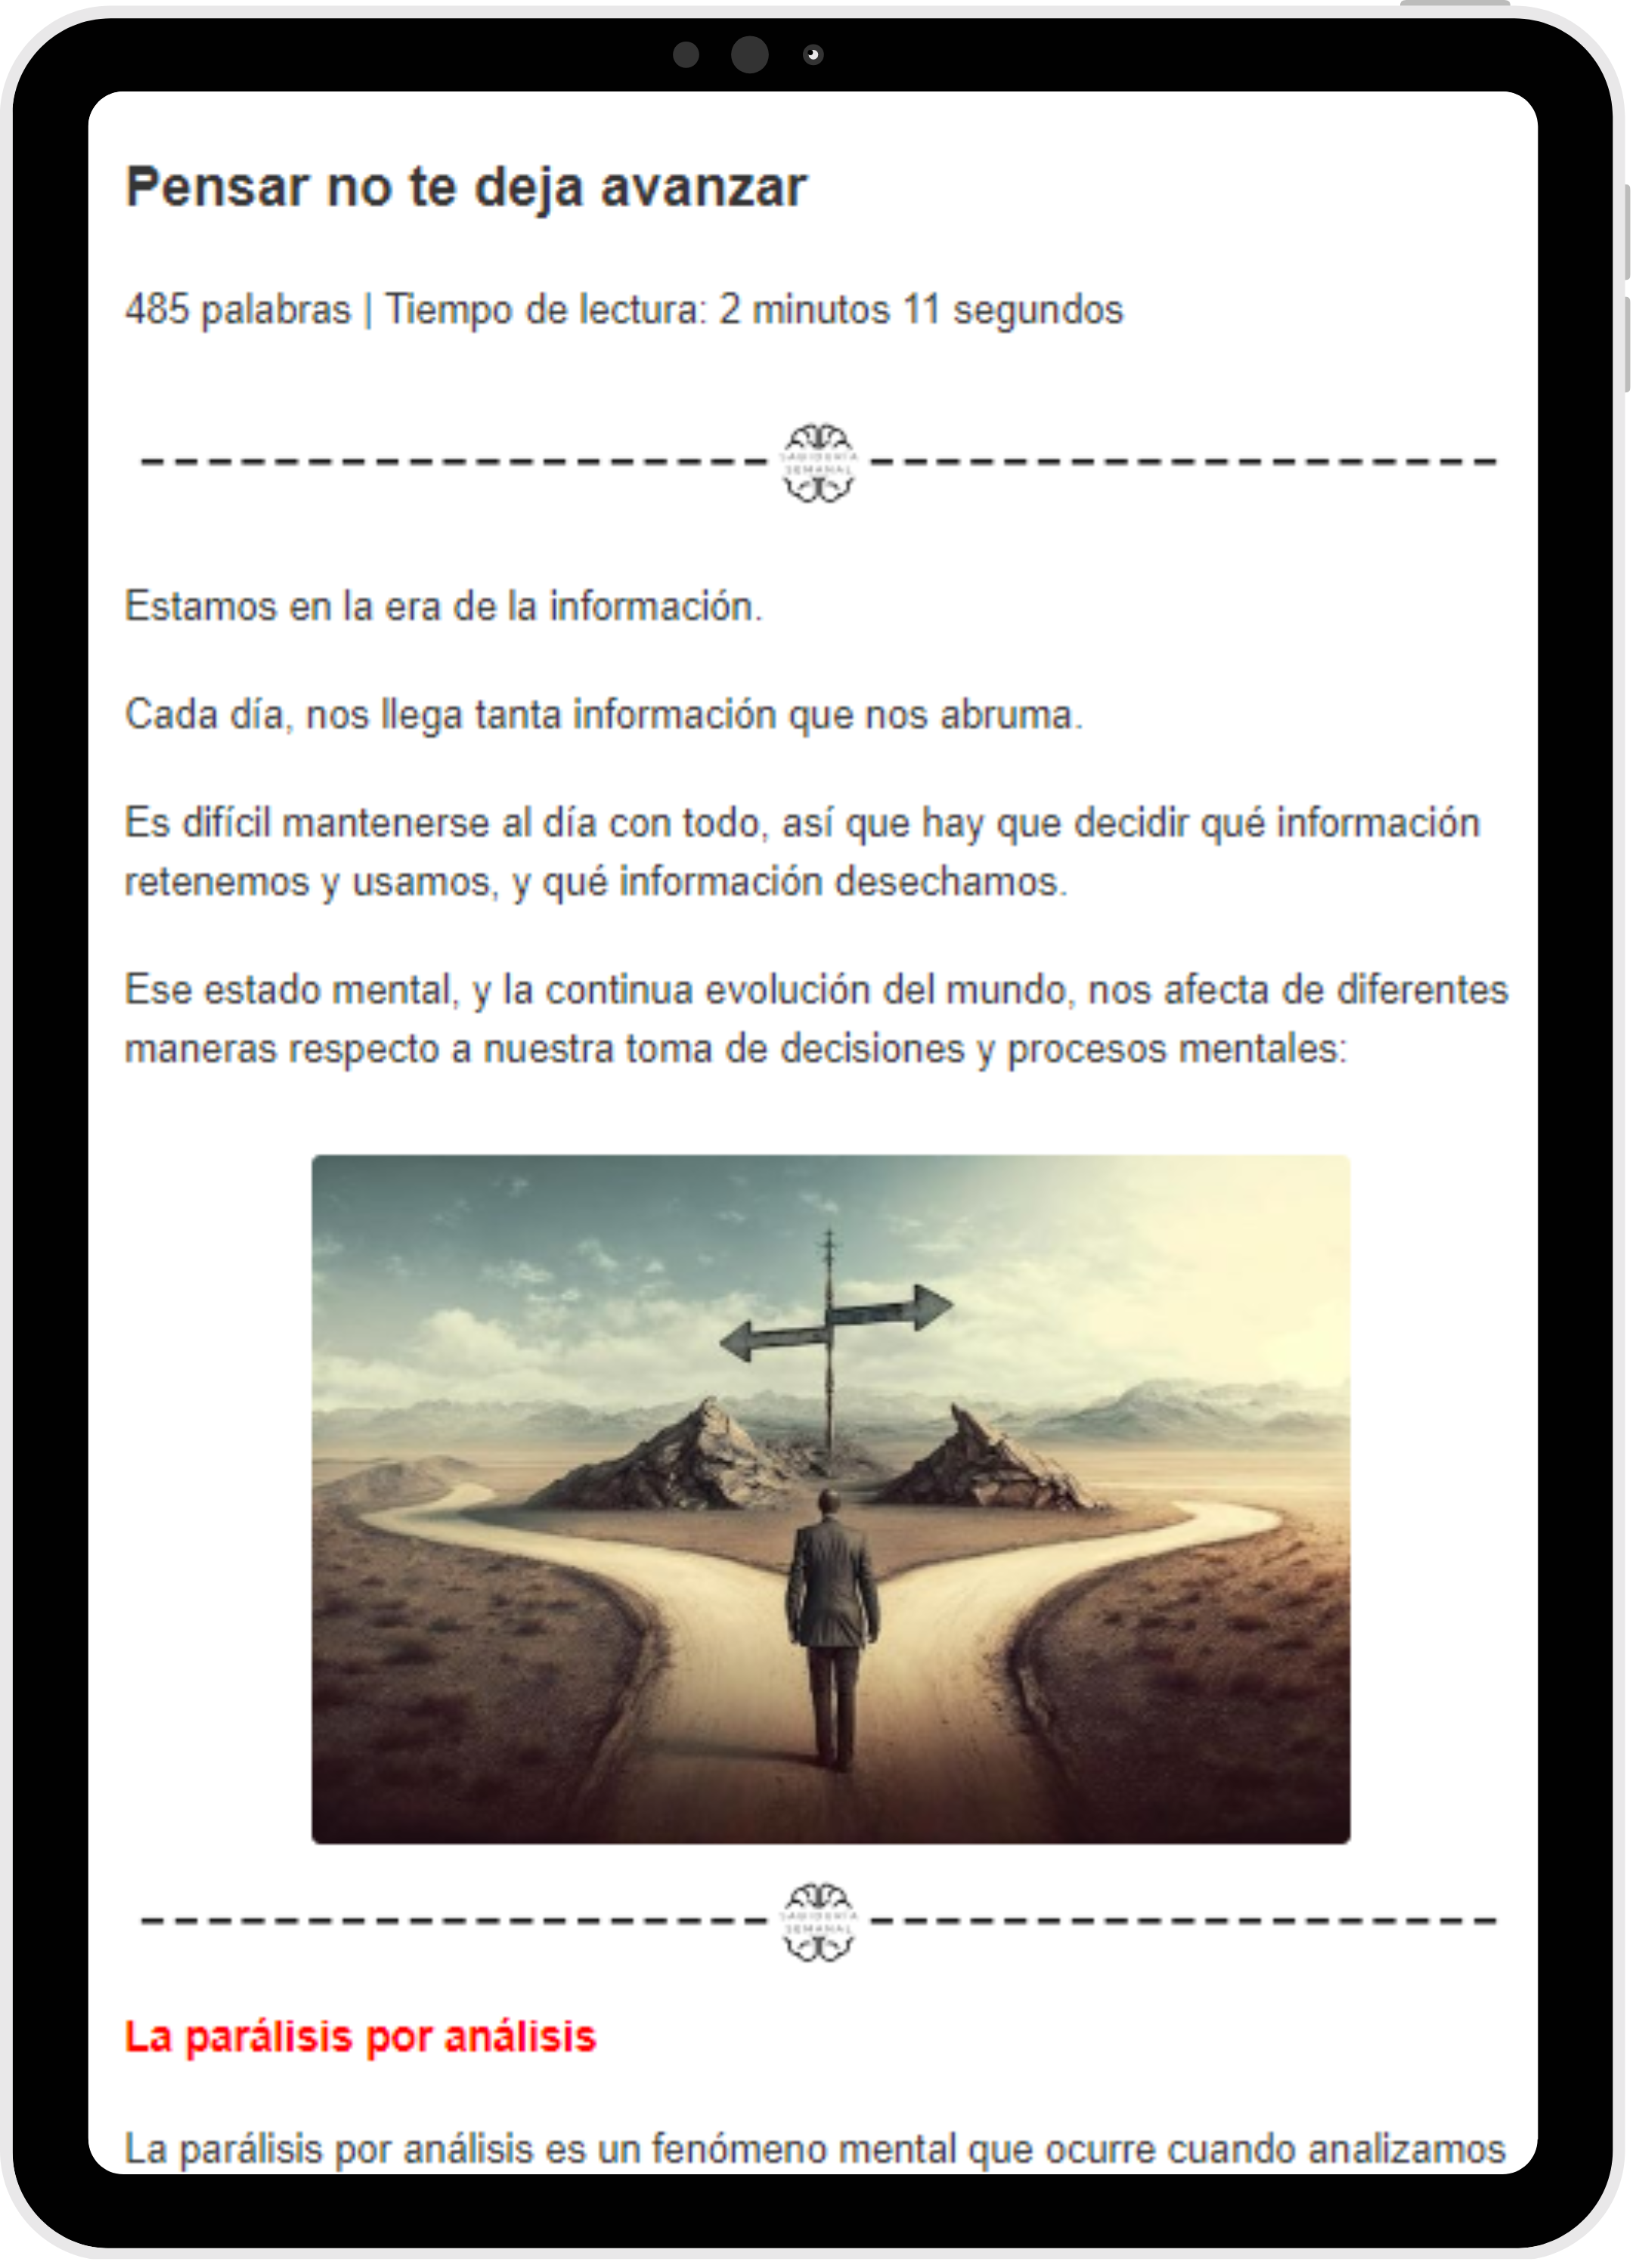 Pensar no te deja avanzar
485 palabras | Tiempo de lectura: 2 minutos 11 segundos
SABIDURÍA
SEMANAL
Estamos en la era de la información.
Cada día, nos llega tanta información que nos abruma.
Es difícil mantenerse al día con todo, así que hay que decidir qué información
retenemos y usamos, y qué información desechamos.
Ese estado mental, y la continua evolución del mundo, nos afecta de diferentes
maneras respecto a nuestra toma de decisiones y procesos mentales:
SABIDURÍA
SEMANAL
La parálisis por análisis
La parálisis por análisis es un fenómeno mental que ocurre cuando analizamos